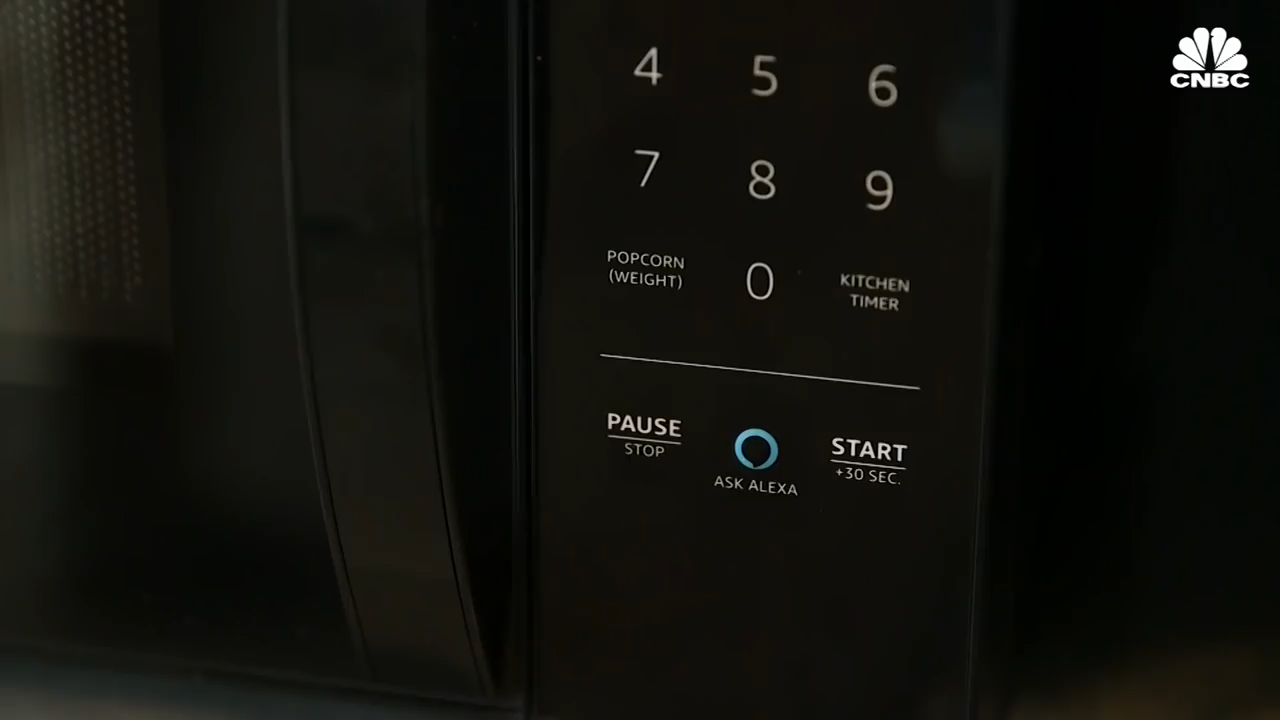 CNBC
4 5 6
7 8 9
POPCORN
(WEIGHT)
0
KITCHEN
TIMER
PAUSE
STOP
ASK ALEXA
START
+30 SEC.